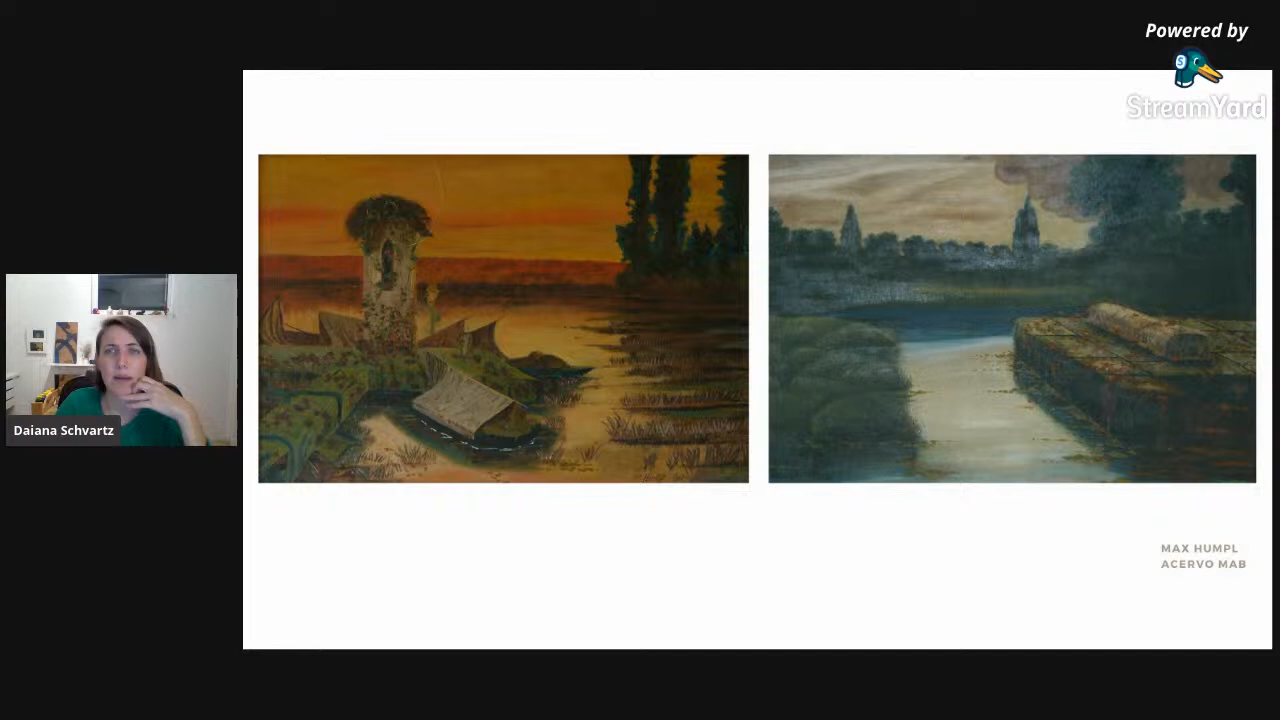 Powered by
StreamYard
Daiana Schvartz
MAX HUMPL
ACERVO MAB